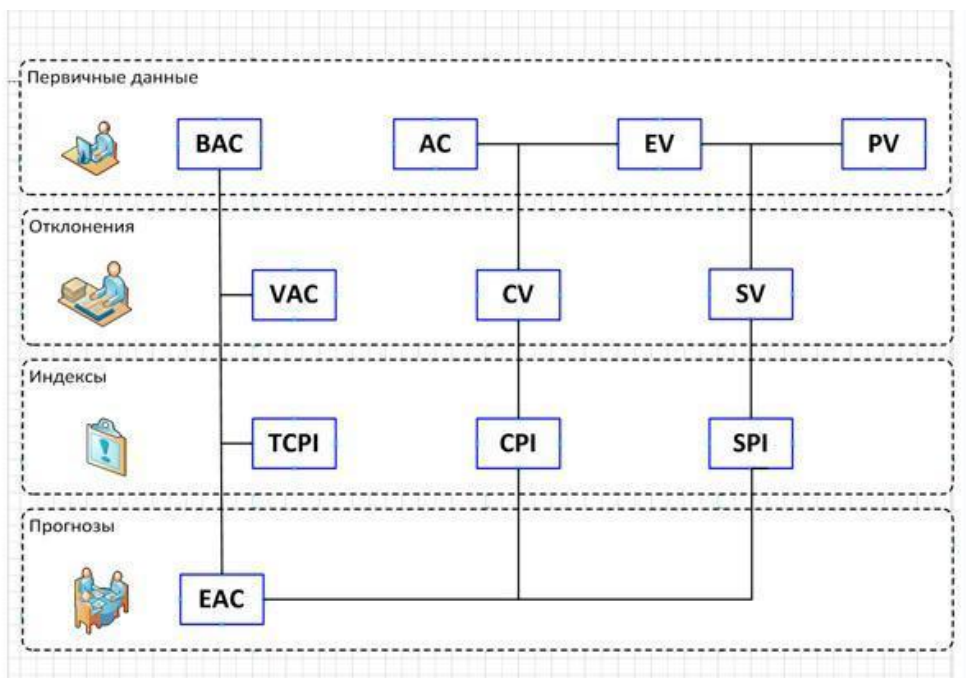 Первичные данные
BAC
AC
EV
PV
Отклонения
VAC
CV
SV
Индексы
TCPI
CPI
SPI
Прогнозы
EAC